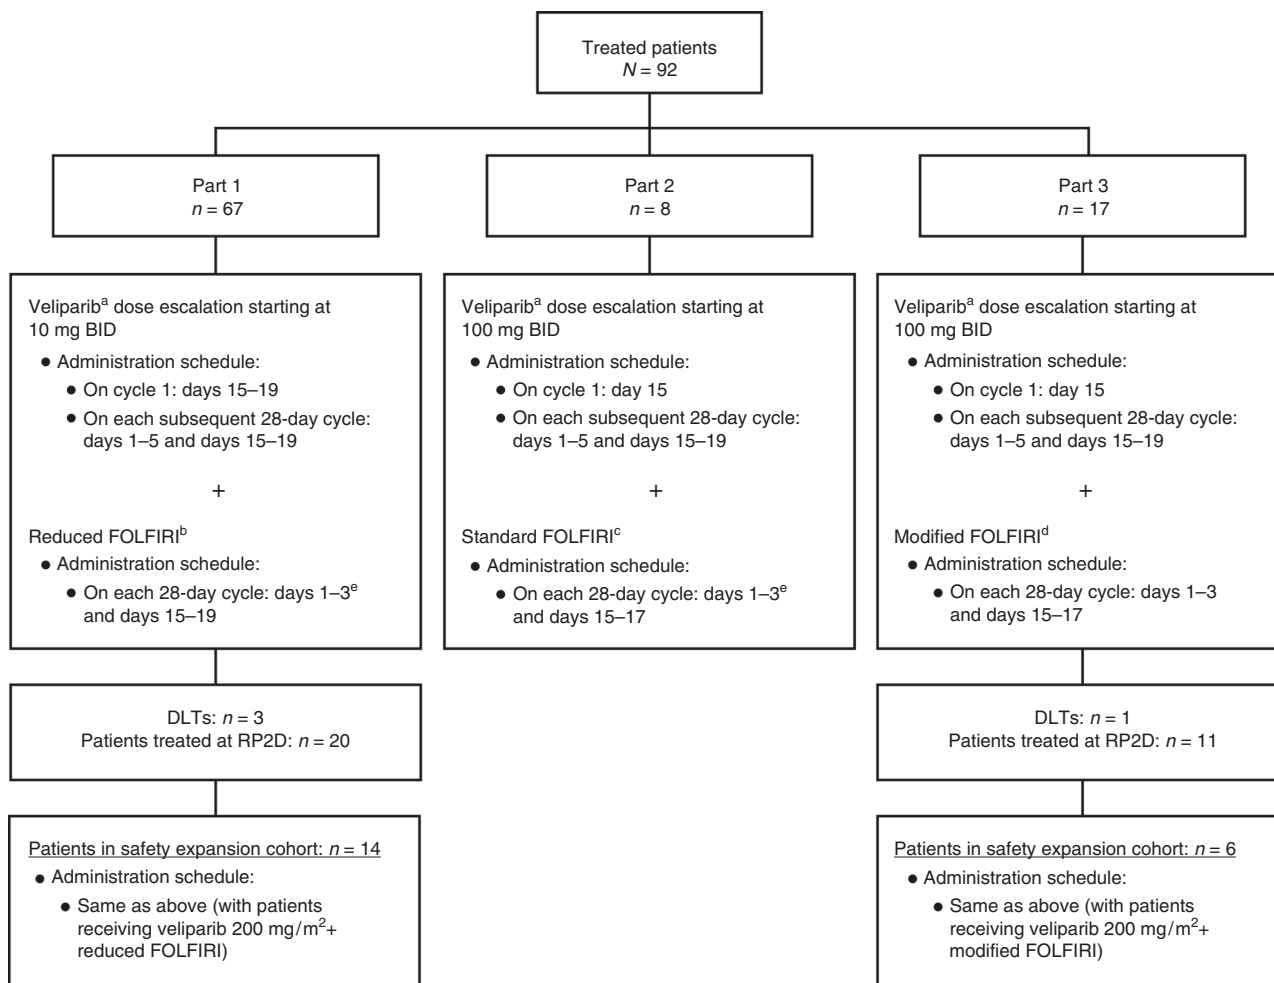 Treated patients
N = 92
Part 1
n = 67
Part 2
n = 8
Part 3
n = 17
Veliparibᵃ dose escalation starting at
10 mg BID
● Administration schedule:
● On cycle 1: days 15–19
● On each subsequent 28-day cycle:
days 1–5 and days 15–19
+
Reduced FOLFIRIᵇ
● Administration schedule:
● On each 28-day cycle: days 1–3ᵉ
and days 15–19
Veliparibᵃ dose escalation starting at
100 mg BID
● Administration schedule:
● On cycle 1: day 15
● On each subsequent 28-day cycle:
days 1–5 and days 15–19
+
Standard FOLFIRIᶜ
● Administration schedule:
● On each 28-day cycle: days 1–3ᵉ
and days 15–17
Veliparibᵃ dose escalation starting at
100 mg BID
● Administration schedule:
● On cycle 1: day 15
● On each subsequent 28-day cycle:
days 1–5 and days 15–19
+
Modified FOLFIRIᵈ
● Administration schedule:
● On each 28-day cycle: days 1–3
and days 15–17
DLTs: n = 3
Patients treated at RP2D: n = 20
DLTs: n = 1
Patients treated at RP2D: n = 11
Patients in safety expansion cohort: n = 14
● Administration schedule:
● Same as above (with patients
receiving veliparib 200 mg/m²+
reduced FOLFIRI)
Patients in safety expansion cohort: n = 6
● Administration schedule:
● Same as above (with patients
receiving veliparib 200 mg/m²+
modified FOLFIRI)